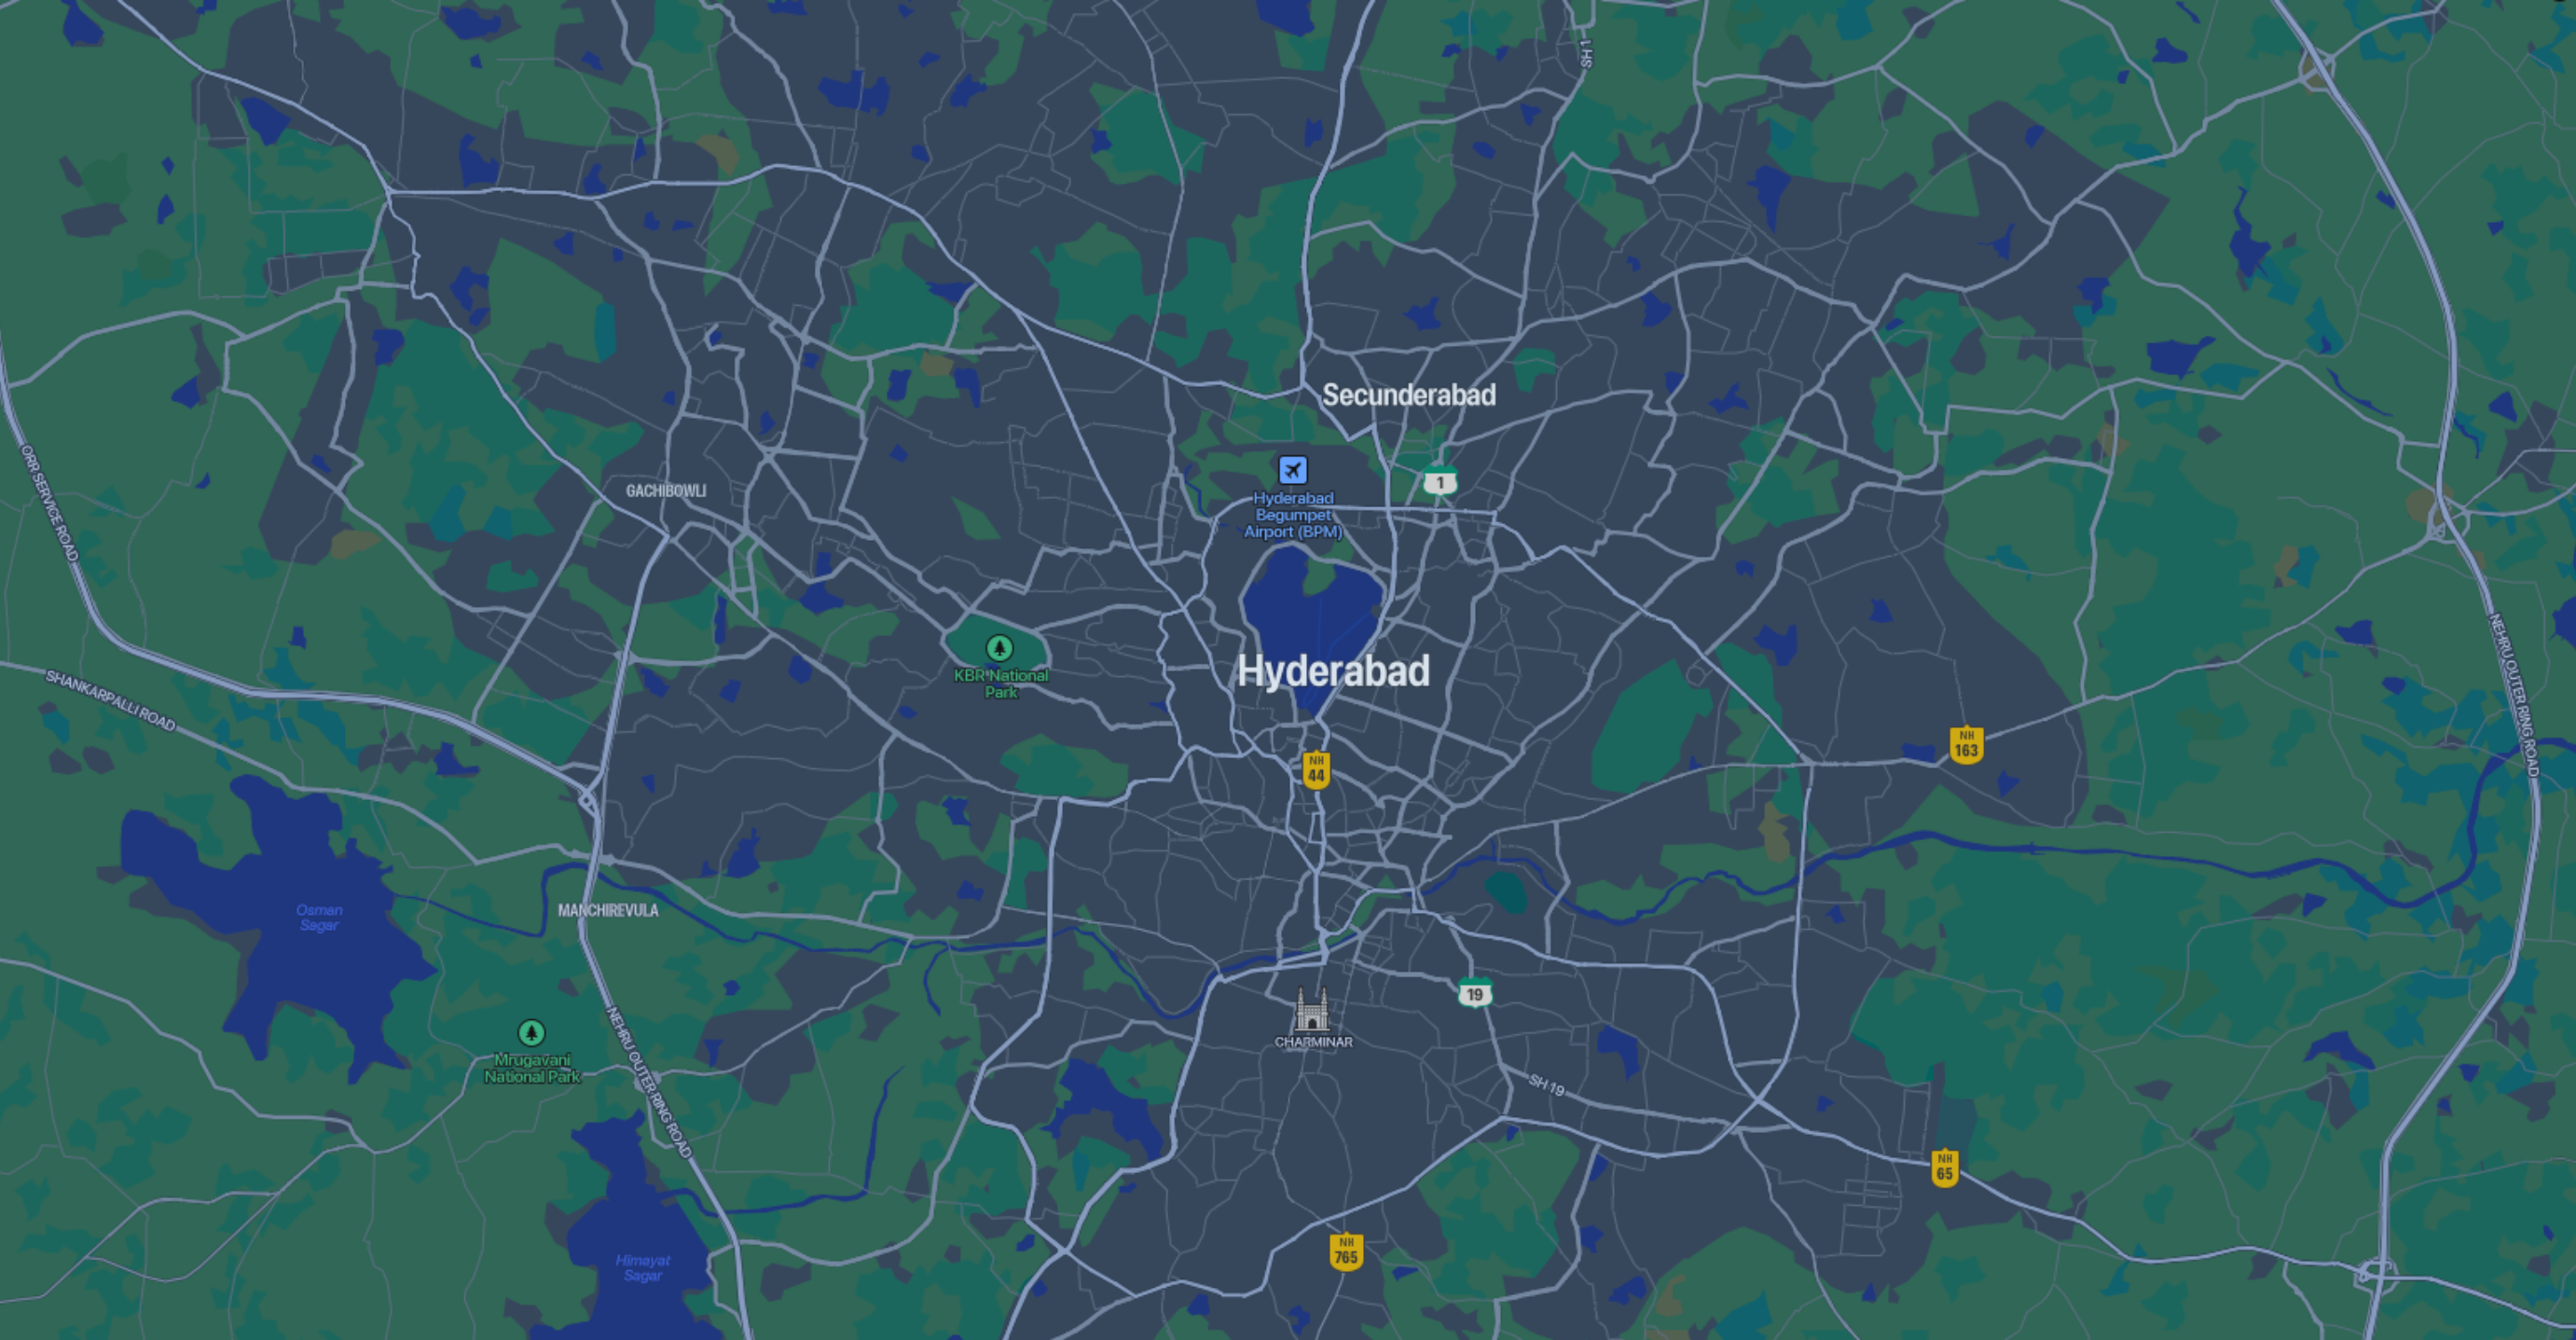 SH 1
Secunderabad
1
GACHIBOWLI
Hyderabad
Begumpet
Airport (BPM)
ORR SERVICE ROAD
KBR National
Park
Hyderabad
NEHRU OUTER RING ROAD
SHANKARPALLI ROAD
NH
44
NH
163
Osman
Sagar
MANCHIREVULA
19
CHARMINAR
Mrugavani
National Park
NEHRU OUTER RING ROAD
SH 19
NH
65
NH
765
Himayat
Sagar